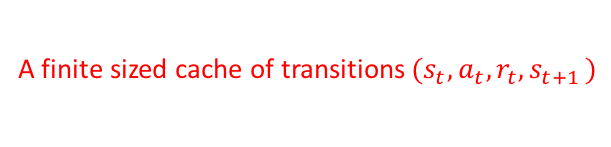 A finite sized cache of transitions (s_t, a_t, r_t, s_{t+1})